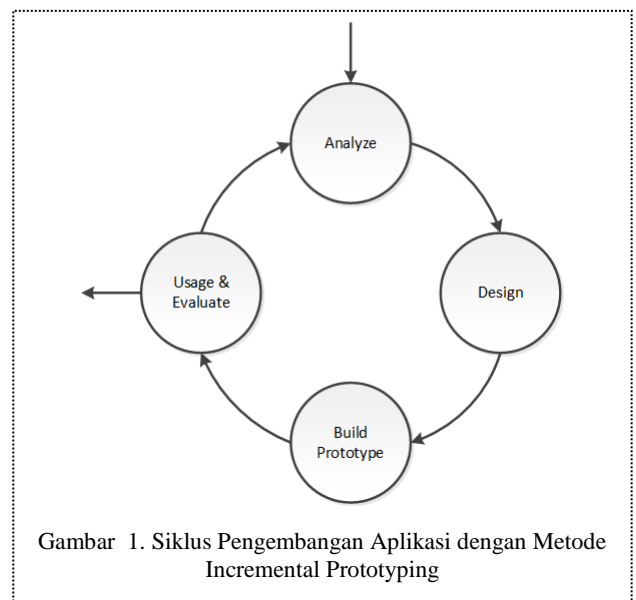 Analyze
Design
Build
Prototype
Usage &
Evaluate
Gambar  1. Siklus Pengembangan Aplikasi dengan Metode
Incremental Prototyping